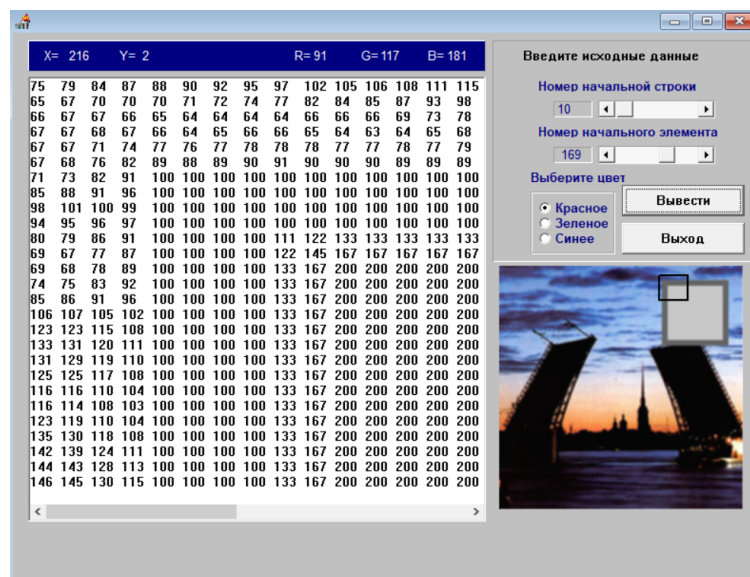 X= 216 Y= 2 R= 91 G= 117 B= 181
75 79 84 87 88 90 92 95 97 102 105 106 108 111 115
65 67 70 70 70 71 72 74 77 82 84 85 87 93 98
66 67 67 66 65 64 64 64 64 66 66 66 69 73 78
67 67 68 67 66 64 65 66 66 65 64 63 64 65 68
67 67 71 74 77 76 77 78 78 78 77 77 78 77 79
67 68 76 82 89 88 89 90 91 90 90 90 89 89 89
71 73 82 91 100 100 100 100 100 100 100 100 100 100 100
85 88 91 96 100 100 100 100 100 100 100 100 100 100 100
98 101 100 99 100 100 100 100 100 100 100 100 100 100 100
94 95 96 97 100 100 100 100 100 100 100 100 100 100 100
80 79 86 91 100 100 100 100 111 122 133 133 133 133 133
69 67 77 87 100 100 100 100 122 145 167 167 167 167 167
69 68 78 89 100 100 100 100 133 167 200 200 200 200 200
74 75 83 92 100 100 100 100 133 167 200 200 200 200 200
85 86 91 96 100 100 100 100 133 167 200 200 200 200 200
106 107 105 102 100 100 100 100 133 167 200 200 200 200 200
123 123 115 108 100 100 100 100 133 167 200 200 200 200 200
133 131 120 111 100 100 100 100 133 167 200 200 200 200 200
131 129 119 110 100 100 100 100 133 167 200 200 200 200 200
125 125 117 108 100 100 100 100 133 167 200 200 200 200 200
116 116 110 104 100 100 100 100 133 167 200 200 200 200 200
116 114 108 103 100 100 100 100 133 167 200 200 200 200 200
123 119 110 104 100 100 100 100 133 167 200 200 200 200 200
135 130 118 108 100 100 100 100 133 167 200 200 200 200 200
142 139 124 111 100 100 100 100 133 167 200 200 200 200 200
144 143 128 113 100 100 100 100 133 167 200 200 200 200 200
146 145 130 115 100 100 100 100 133 167 200 200 200 200 200
Введите исходные данные
Номер начальной строки
10
Номер начального элемента
169
Выберите цвет
Красное
Зеленое
Синее
Вывести
Выход